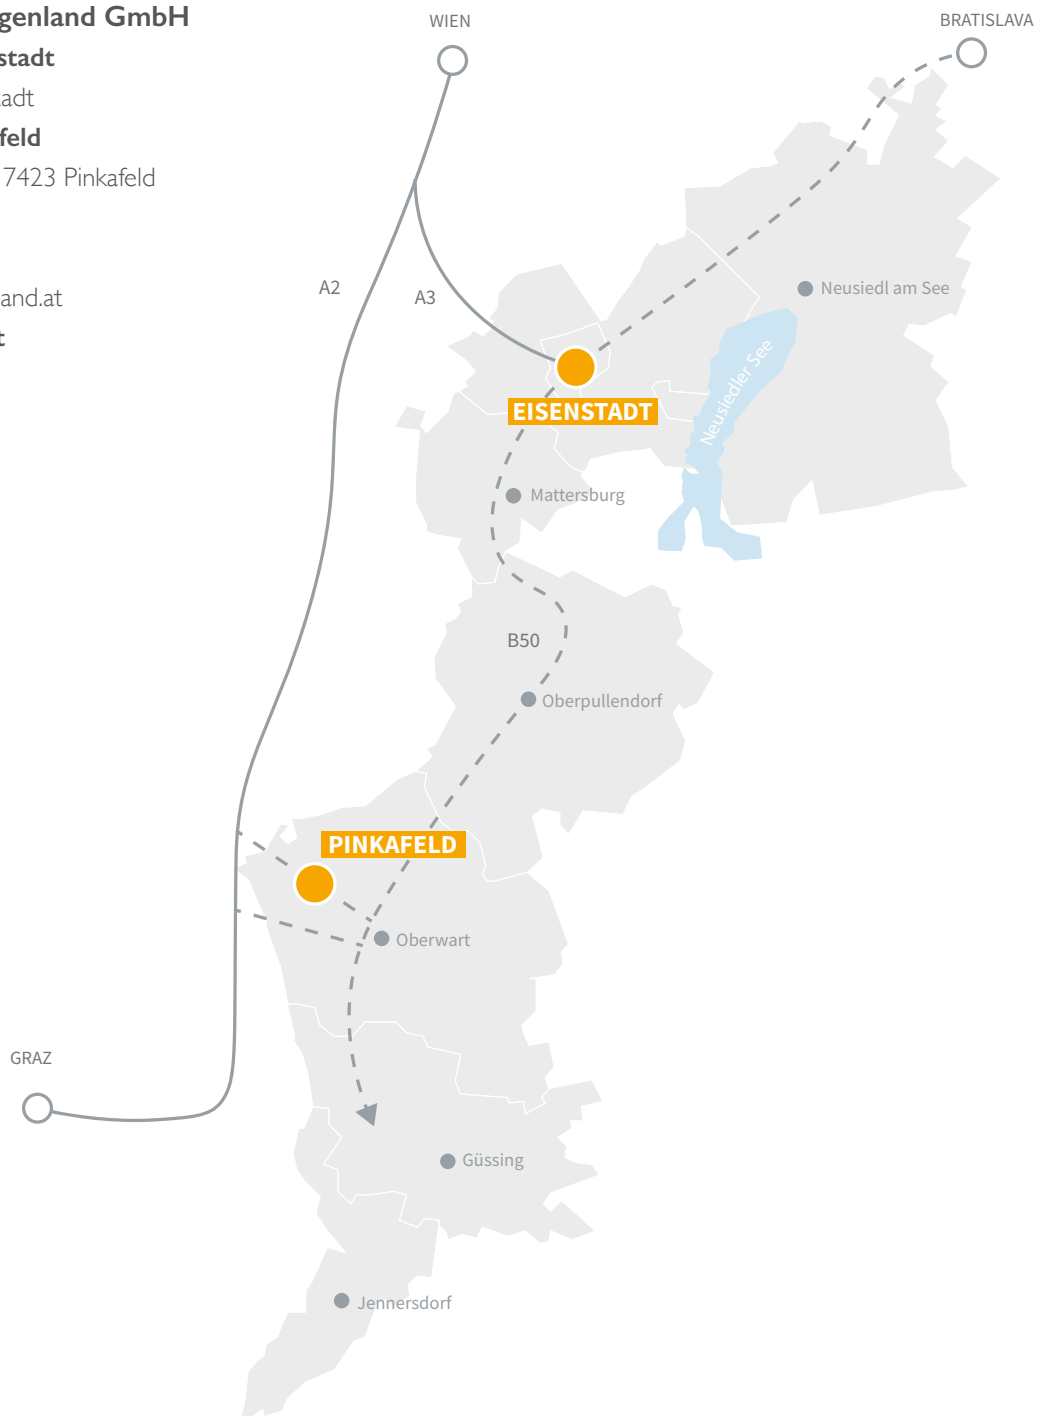 genland GmbH
stadt
tadt
feld
7423 Pinkafeld
and.at
t
WIEN
BRATISLAVA
A2
A3
Neusiedl am See
Neusiedler See
EISENSTADT
Mattersburg
B50
Oberpullendorf
PINKAFELD
Oberwart
GRAZ
Güssing
Jennersdorf